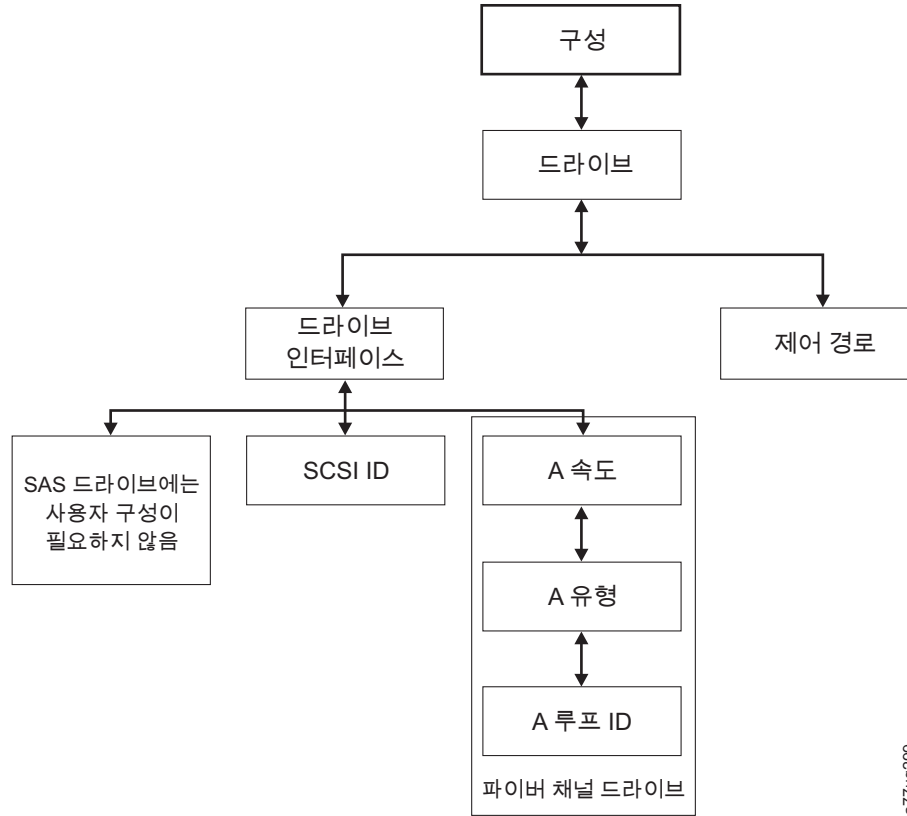 구성
드라이브
드라이브
인터페이스
제어 경로
SAS 드라이브에는
사용자 구성이
필요하지 않음
SCSI ID
A 속도
A 유형
A 루프 ID
파이버 채널 드라이브